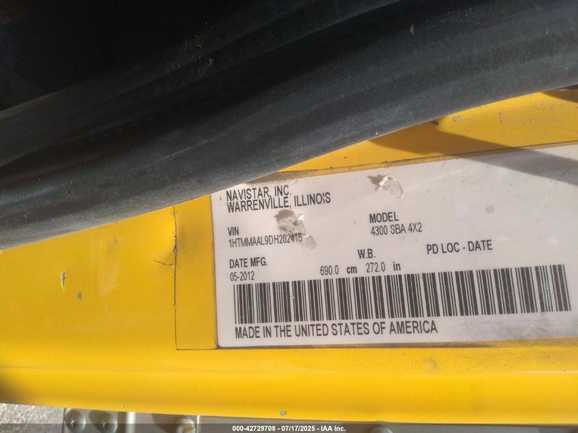 NAVISTAR, INC.
WARRENVILLE, ILLINOIS
VIN
MODEL
4300 SBA 4X2
DATE MFG.
05-2012
W.B.
690.0 cm 272.0 in
PD LOC - DATE
MADE IN THE UNITED STATES OF AMERICA
000-42729708 - 07/17/2025 - IAA Inc.